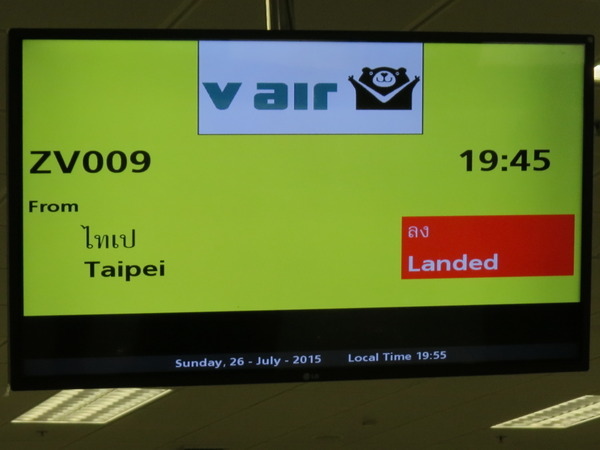 v air
ZV009 19:45
From
ไทเป
Taipei
ลง
Landed
Sunday, 26 - July - 2015 Local Time 19:55
LG